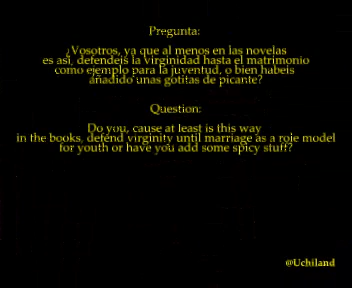 Pregunta:
¿Vosotros, ya que al menos en las novelas
es así, defendéis la virginidad hasta el matrimonio
como ejemplo para la juventud, o bien habéis
añadido unas gotitas de picante?
Question:
Do you, cause at least is this way
in the books, defend virginity until marriage as a role model
for youth or have you add some spicy stuff?
@Uchiland